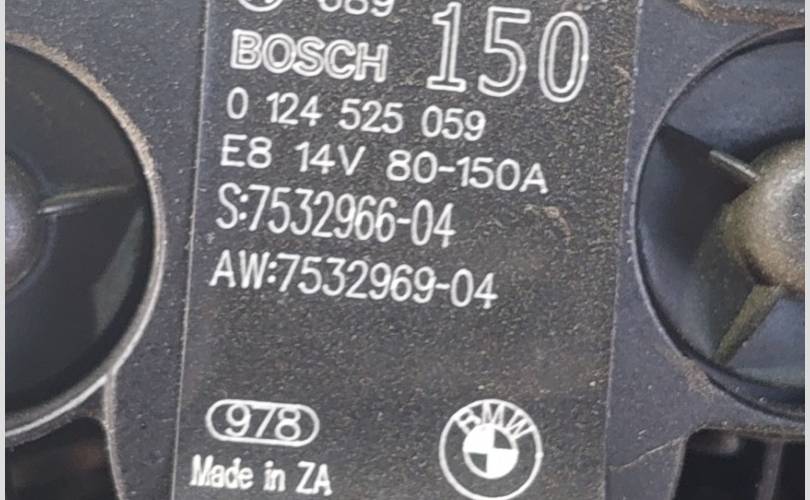 689
BOSCH 150
0 124 525 059
E8 14V 80-150A
S:7532966-04
AW:7532969-04
978
BMW
Made in ZA